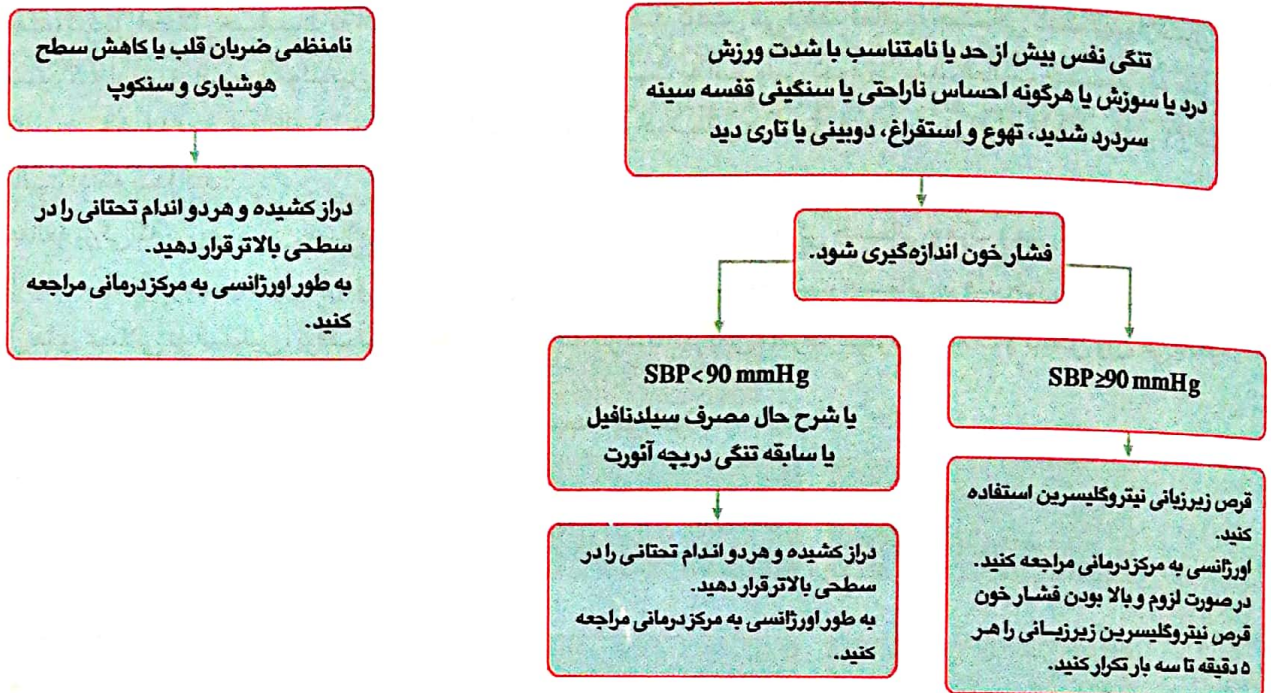 تنگی نفس بیش از حد یا نامتناسب با شدت ورزش
درد یا سوزش یا هرگونه احساس ناراحتی یا سنگینی قفسه سینه
سردرد شدید، تهوع و استفراغ، دوبینی یا تاری دید
فشار خون اندازه‌گیری شود.
SBP≥90 mmHg
قرص زیرزبانی نیتروگلیسرین استفاده
کنید.
اورژانسی به مرکز درمانی مراجعه کنید.
در صورت لزوم و بالا بودن فشار خون
قرص نیتروگلیسرین زیرزبانی را هر
۵ دقیقه تا سه بار تکرار کنید.
SBP<90 mmHg
یا شرح حال مصرف سیلدنافیل
یا سابقه تنگی دریچه آئورت
دراز کشیده و هر دو اندام تحتانی را در
سطحی بالاتر قرار دهید.
به طور اورژانسی به مرکز درمانی مراجعه
کنید.
نامنظمی ضربان قلب یا کاهش سطح
هوشیاری و سنکوپ
دراز کشیده و هر دو اندام تحتانی را در
سطحی بالاتر قرار دهید.
به طور اورژانسی به مرکز درمانی مراجعه
کنید.